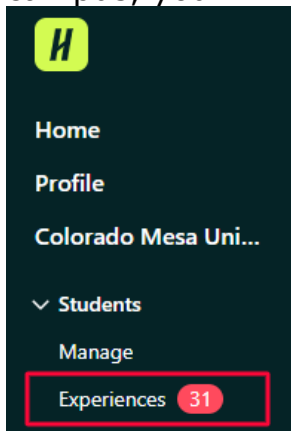 H
Home
Profile
Colorado Mesa Uni...
Students
Manage
Experiences 31